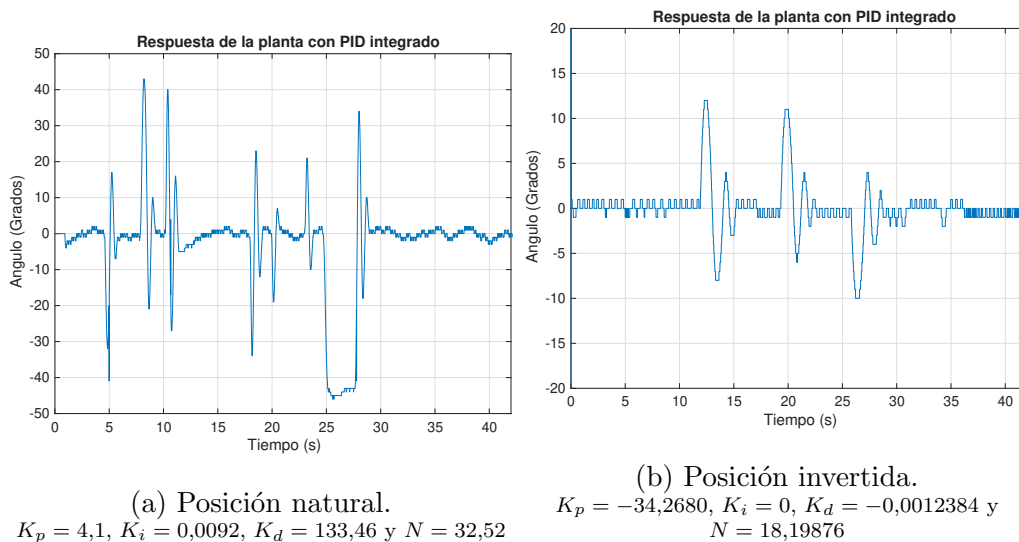 Respuesta de la planta con PID integrado
50
40
30
20
10
0
-10
-20
-30
-40
-50
Angulo (Grados)
0 5 10 15 20 25 30 35 40
Tiempo (s)
(a) Posición natural.
Kp = 4,1, Ki = 0,0092, Kd = 133,46 y N = 32,52
Respuesta de la planta con PID integrado
20
15
10
5
0
-5
-10
-15
-20
Angulo (Grados)
0 5 10 15 20 25 30 35 40
Tiempo (s)
(b) Posición invertida.
Kp = −34,2680, Ki = 0, Kd = −0,0012384 y
N = 18,19876